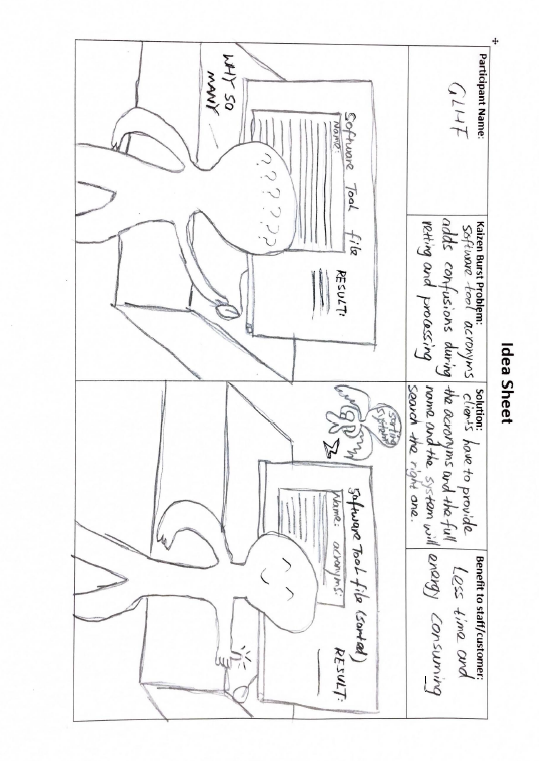 Idea Sheet
Participant Name:
GLHF
Kaizen Burst Problem:
Software tool acronyms
adds confusions during
vetting and processing
Solution:
clients have to provide
the acronyms and the full
name and the system will
search the right one.
Benefit to staff/customer:
Less time and
energy consuming
Software Tool file
Name:
RESULT:
??????
WHY SO
MANY
sorting
system
Software Tool file (sorted)
Name: acronyms:
RESULT: